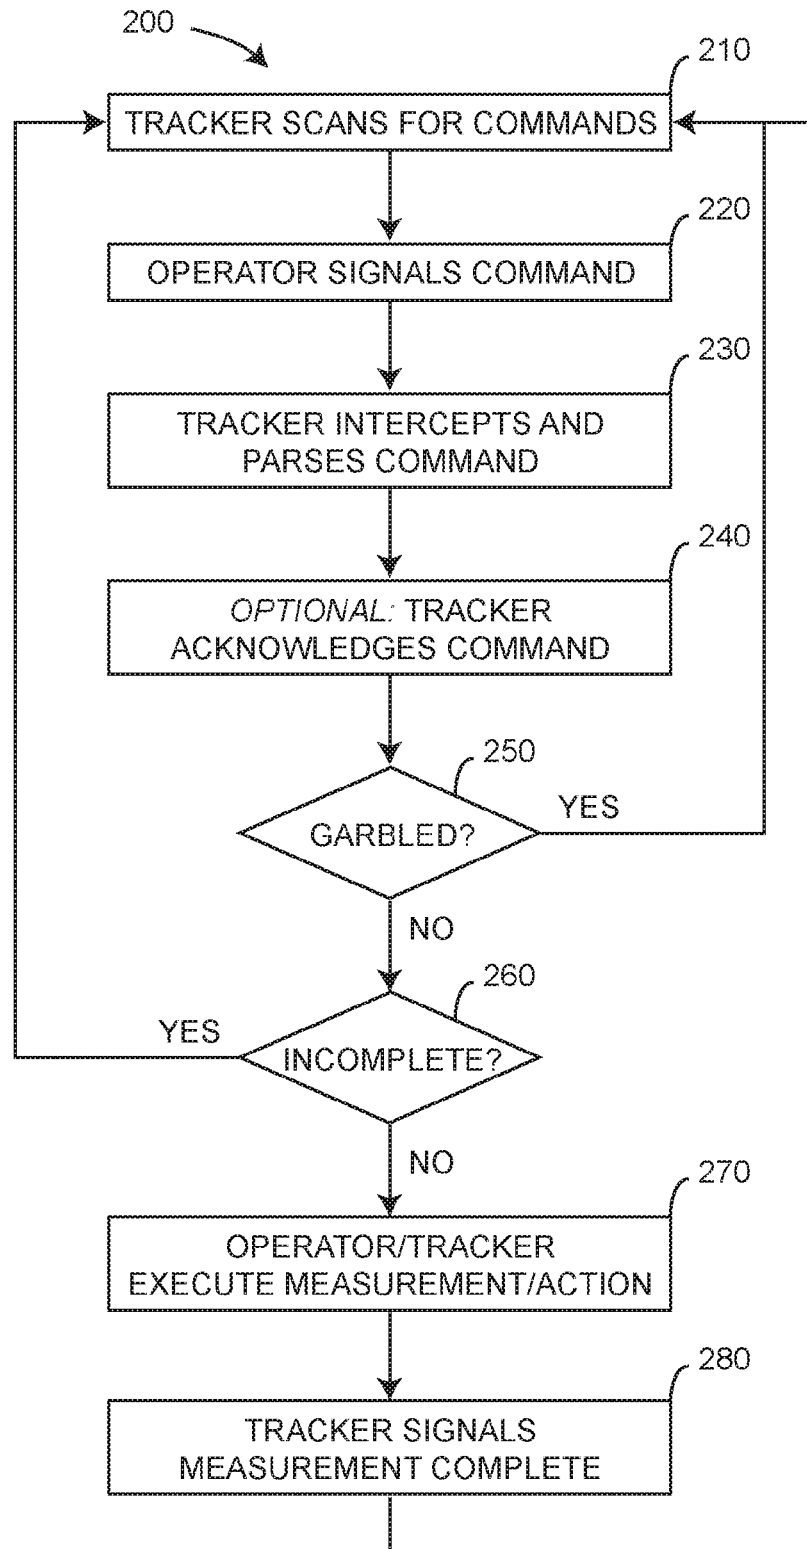 200
210
TRACKER SCANS FOR COMMANDS
220
OPERATOR SIGNALS COMMAND
230
TRACKER INTERCEPTS AND
PARSES COMMAND
240
OPTIONAL: TRACKER
ACKNOWLEDGES COMMAND
250
GARBLED?
YES
NO
260
YES
INCOMPLETE?
NO
270
OPERATOR/TRACKER
EXECUTE MEASUREMENT/ACTION
280
TRACKER SIGNALS
MEASUREMENT COMPLETE